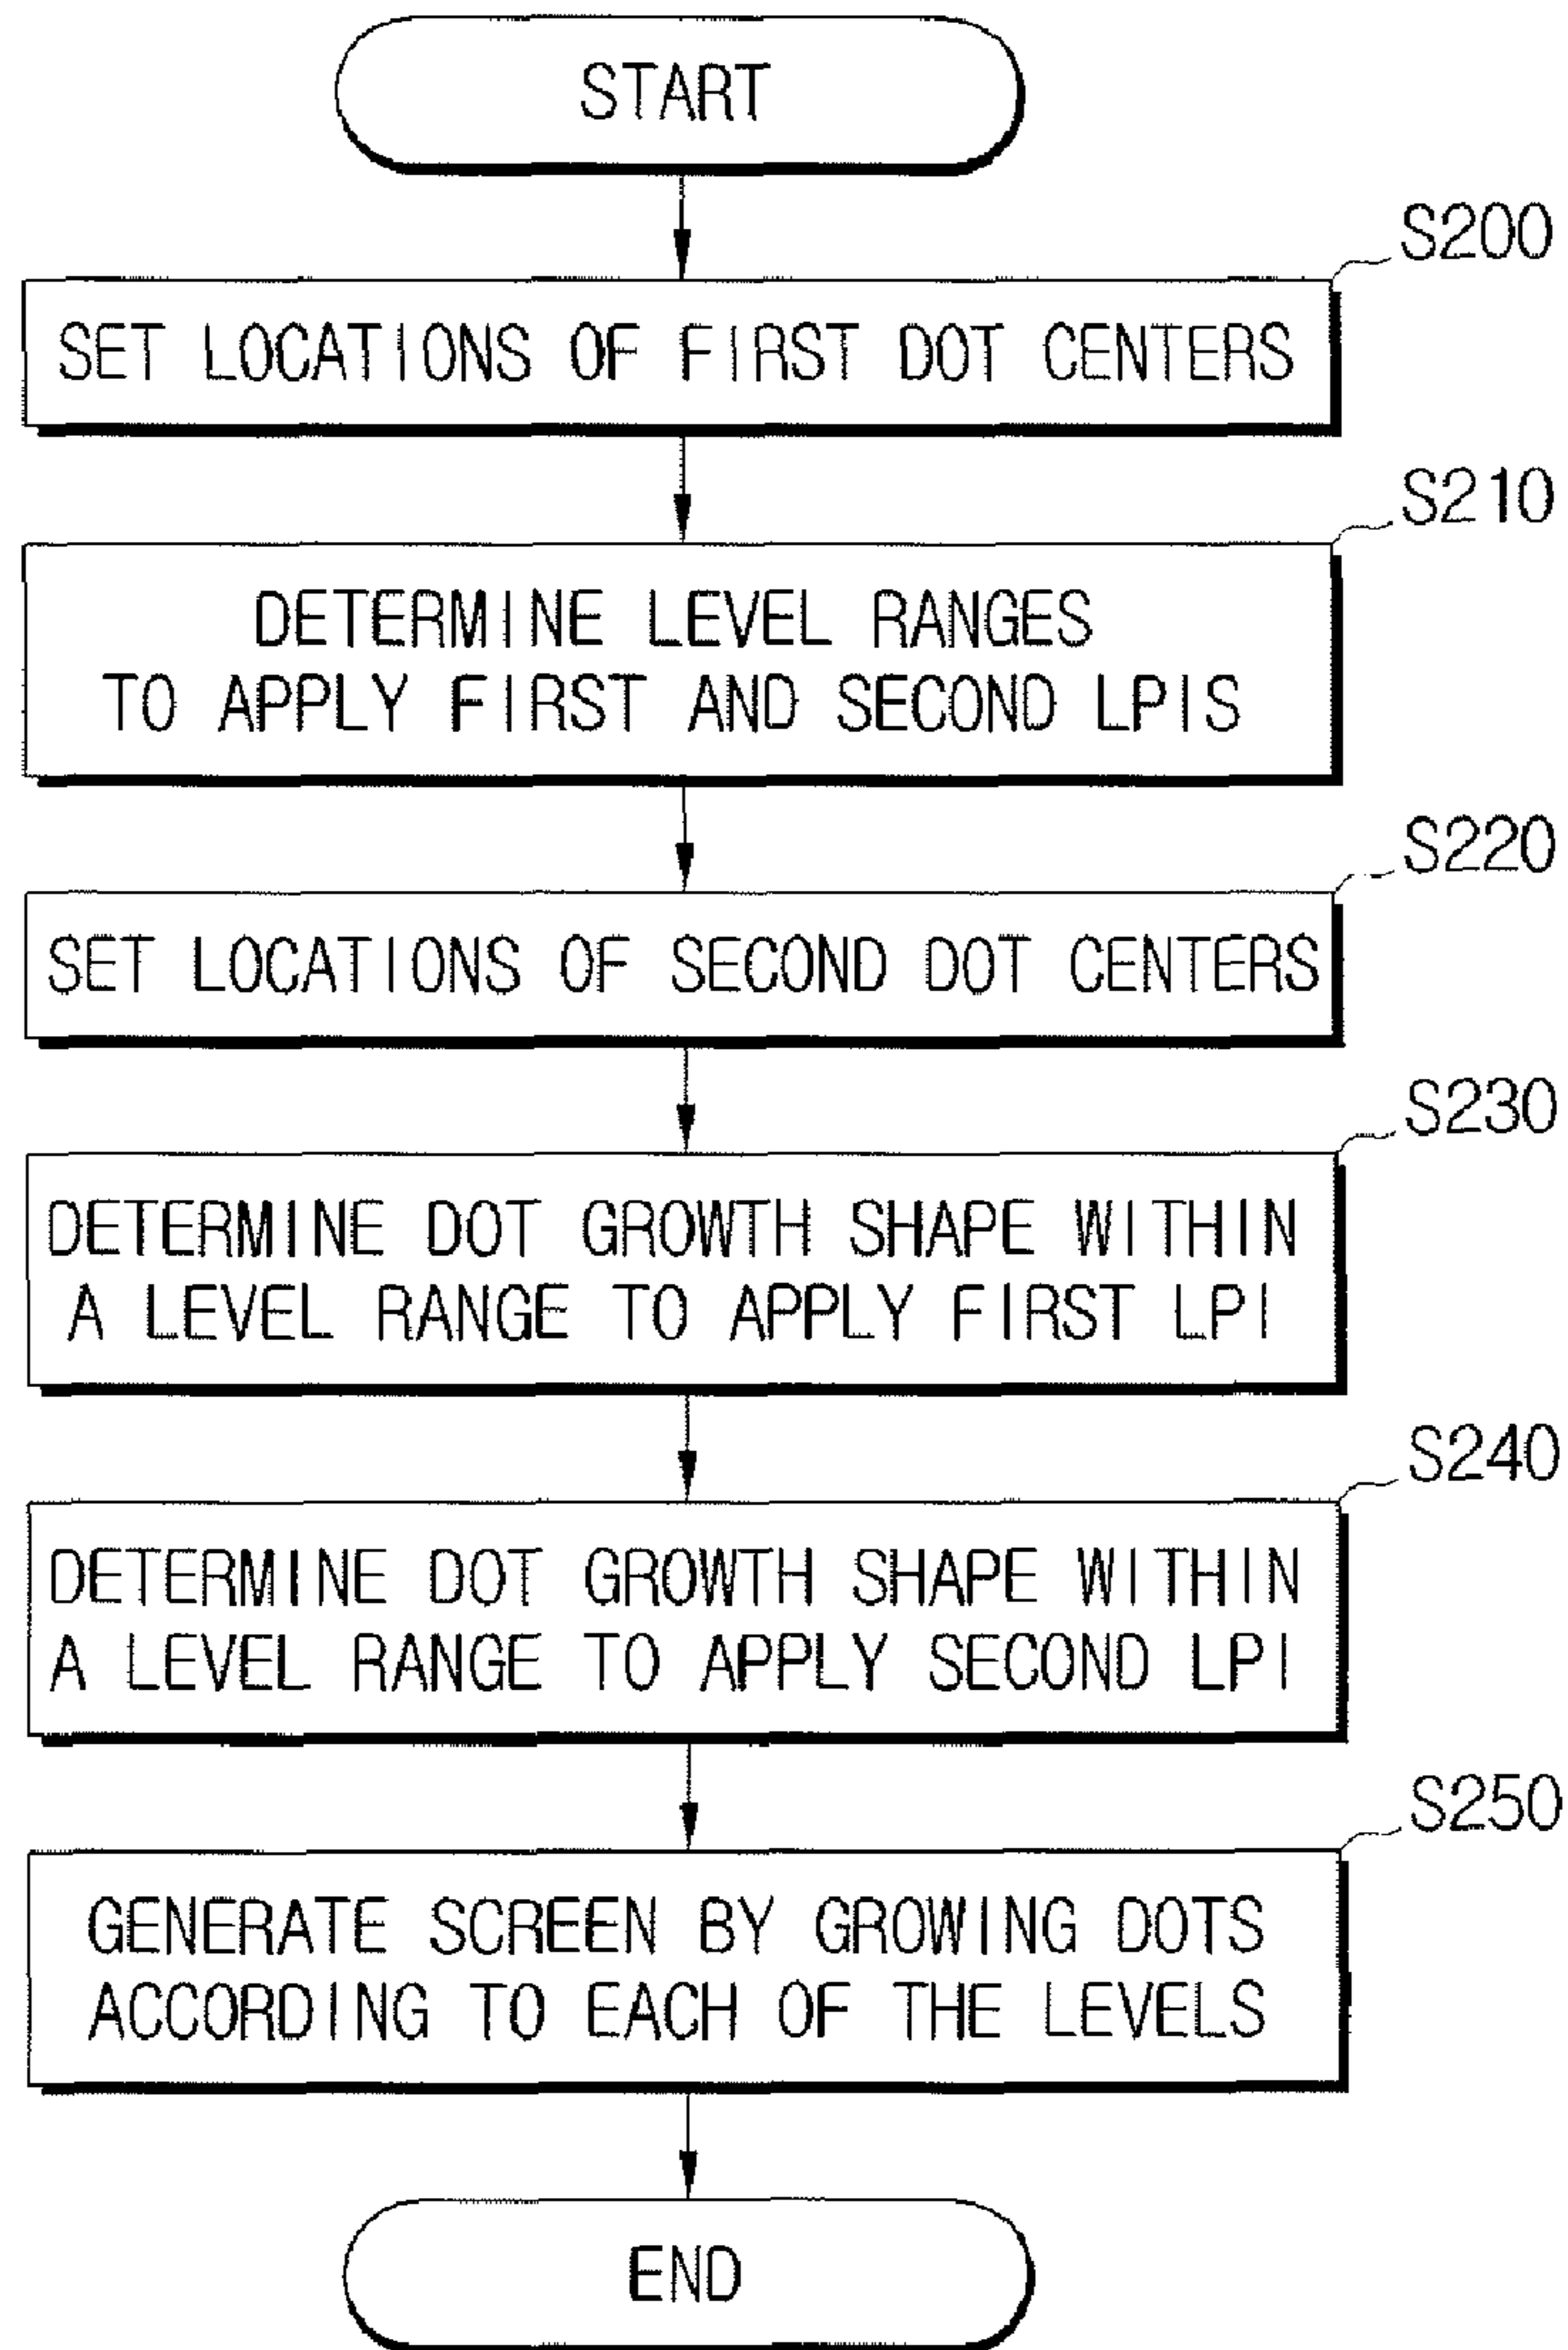 START
S200
SET LOCATIONS OF FIRST DOT CENTERS
S210
DETERMINE LEVEL RANGES
TO APPLY FIRST AND SECOND LPIS
S220
SET LOCATIONS OF SECOND DOT CENTERS
S230
DETERMINE DOT GROWTH SHAPE WITHIN
A LEVEL RANGE TO APPLY FIRST LPI
S240
DETERMINE DOT GROWTH SHAPE WITHIN
A LEVEL RANGE TO APPLY SECOND LPI
S250
GENERATE SCREEN BY GROWING DOTS
ACCORDING TO EACH OF THE LEVELS
END